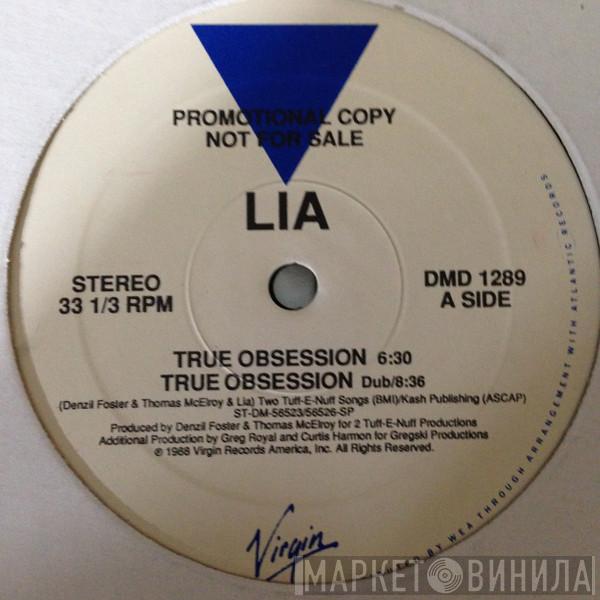 PROMOTIONAL COPY
NOT FOR SALE
LIA
STEREO
33 1/3 RPM
DMD 1289
A SIDE
TRUE OBSESSION 6:30
TRUE OBSESSION Dub/8:36
(Denzil Foster & Thomas McElroy & Lia) Two Tuff-E-Nuff Songs (BMI)/Kash Publishing (ASCAP)
ST-DM-56523/56526-SP
Produced by Denzil Foster & Thomas McElroy for 2 Tuff-E-Nuff Productions
Additional Production by Greg Royal and Curtis Harmon for Gregski Productions
℗ 1988 Virgin Records America, Inc. All Rights Reserved.
Virgin
BY WEA THROUGH ARRANGEMENT WITH ATLANTIC RECORDS
МАРКЕТ ВИНИЛА